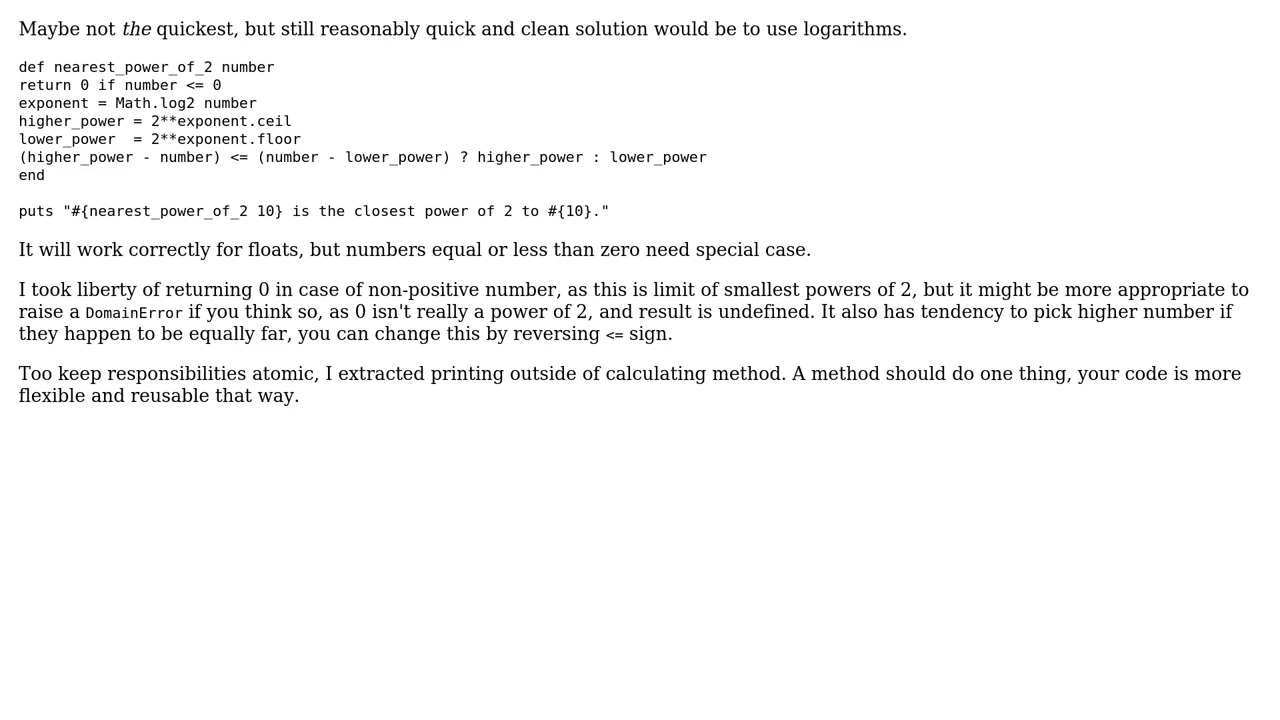 Maybe not the quickest, but still reasonably quick and clean solution would be to use logarithms.
def nearest_power_of_2 number
return 0 if number <= 0
exponent = Math.log2 number
higher_power = 2**exponent.ceil
lower_power  = 2**exponent.floor
(higher_power - number) <= (number - lower_power) ? higher_power : lower_power
end
puts "#{nearest_power_of_2 10} is the closest power of 2 to #{10}."
It will work correctly for floats, but numbers equal or less than zero need special case.
I took liberty of returning 0 in case of non-positive number, as this is limit of smallest powers of 2, but it might be more appropriate to
raise a DomainError if you think so, as 0 isn't really a power of 2, and result is undefined. It also has tendency to pick higher number if
they happen to be equally far, you can change this by reversing <= sign.
Too keep responsibilities atomic, I extracted printing outside of calculating method. A method should do one thing, your code is more
flexible and reusable that way.